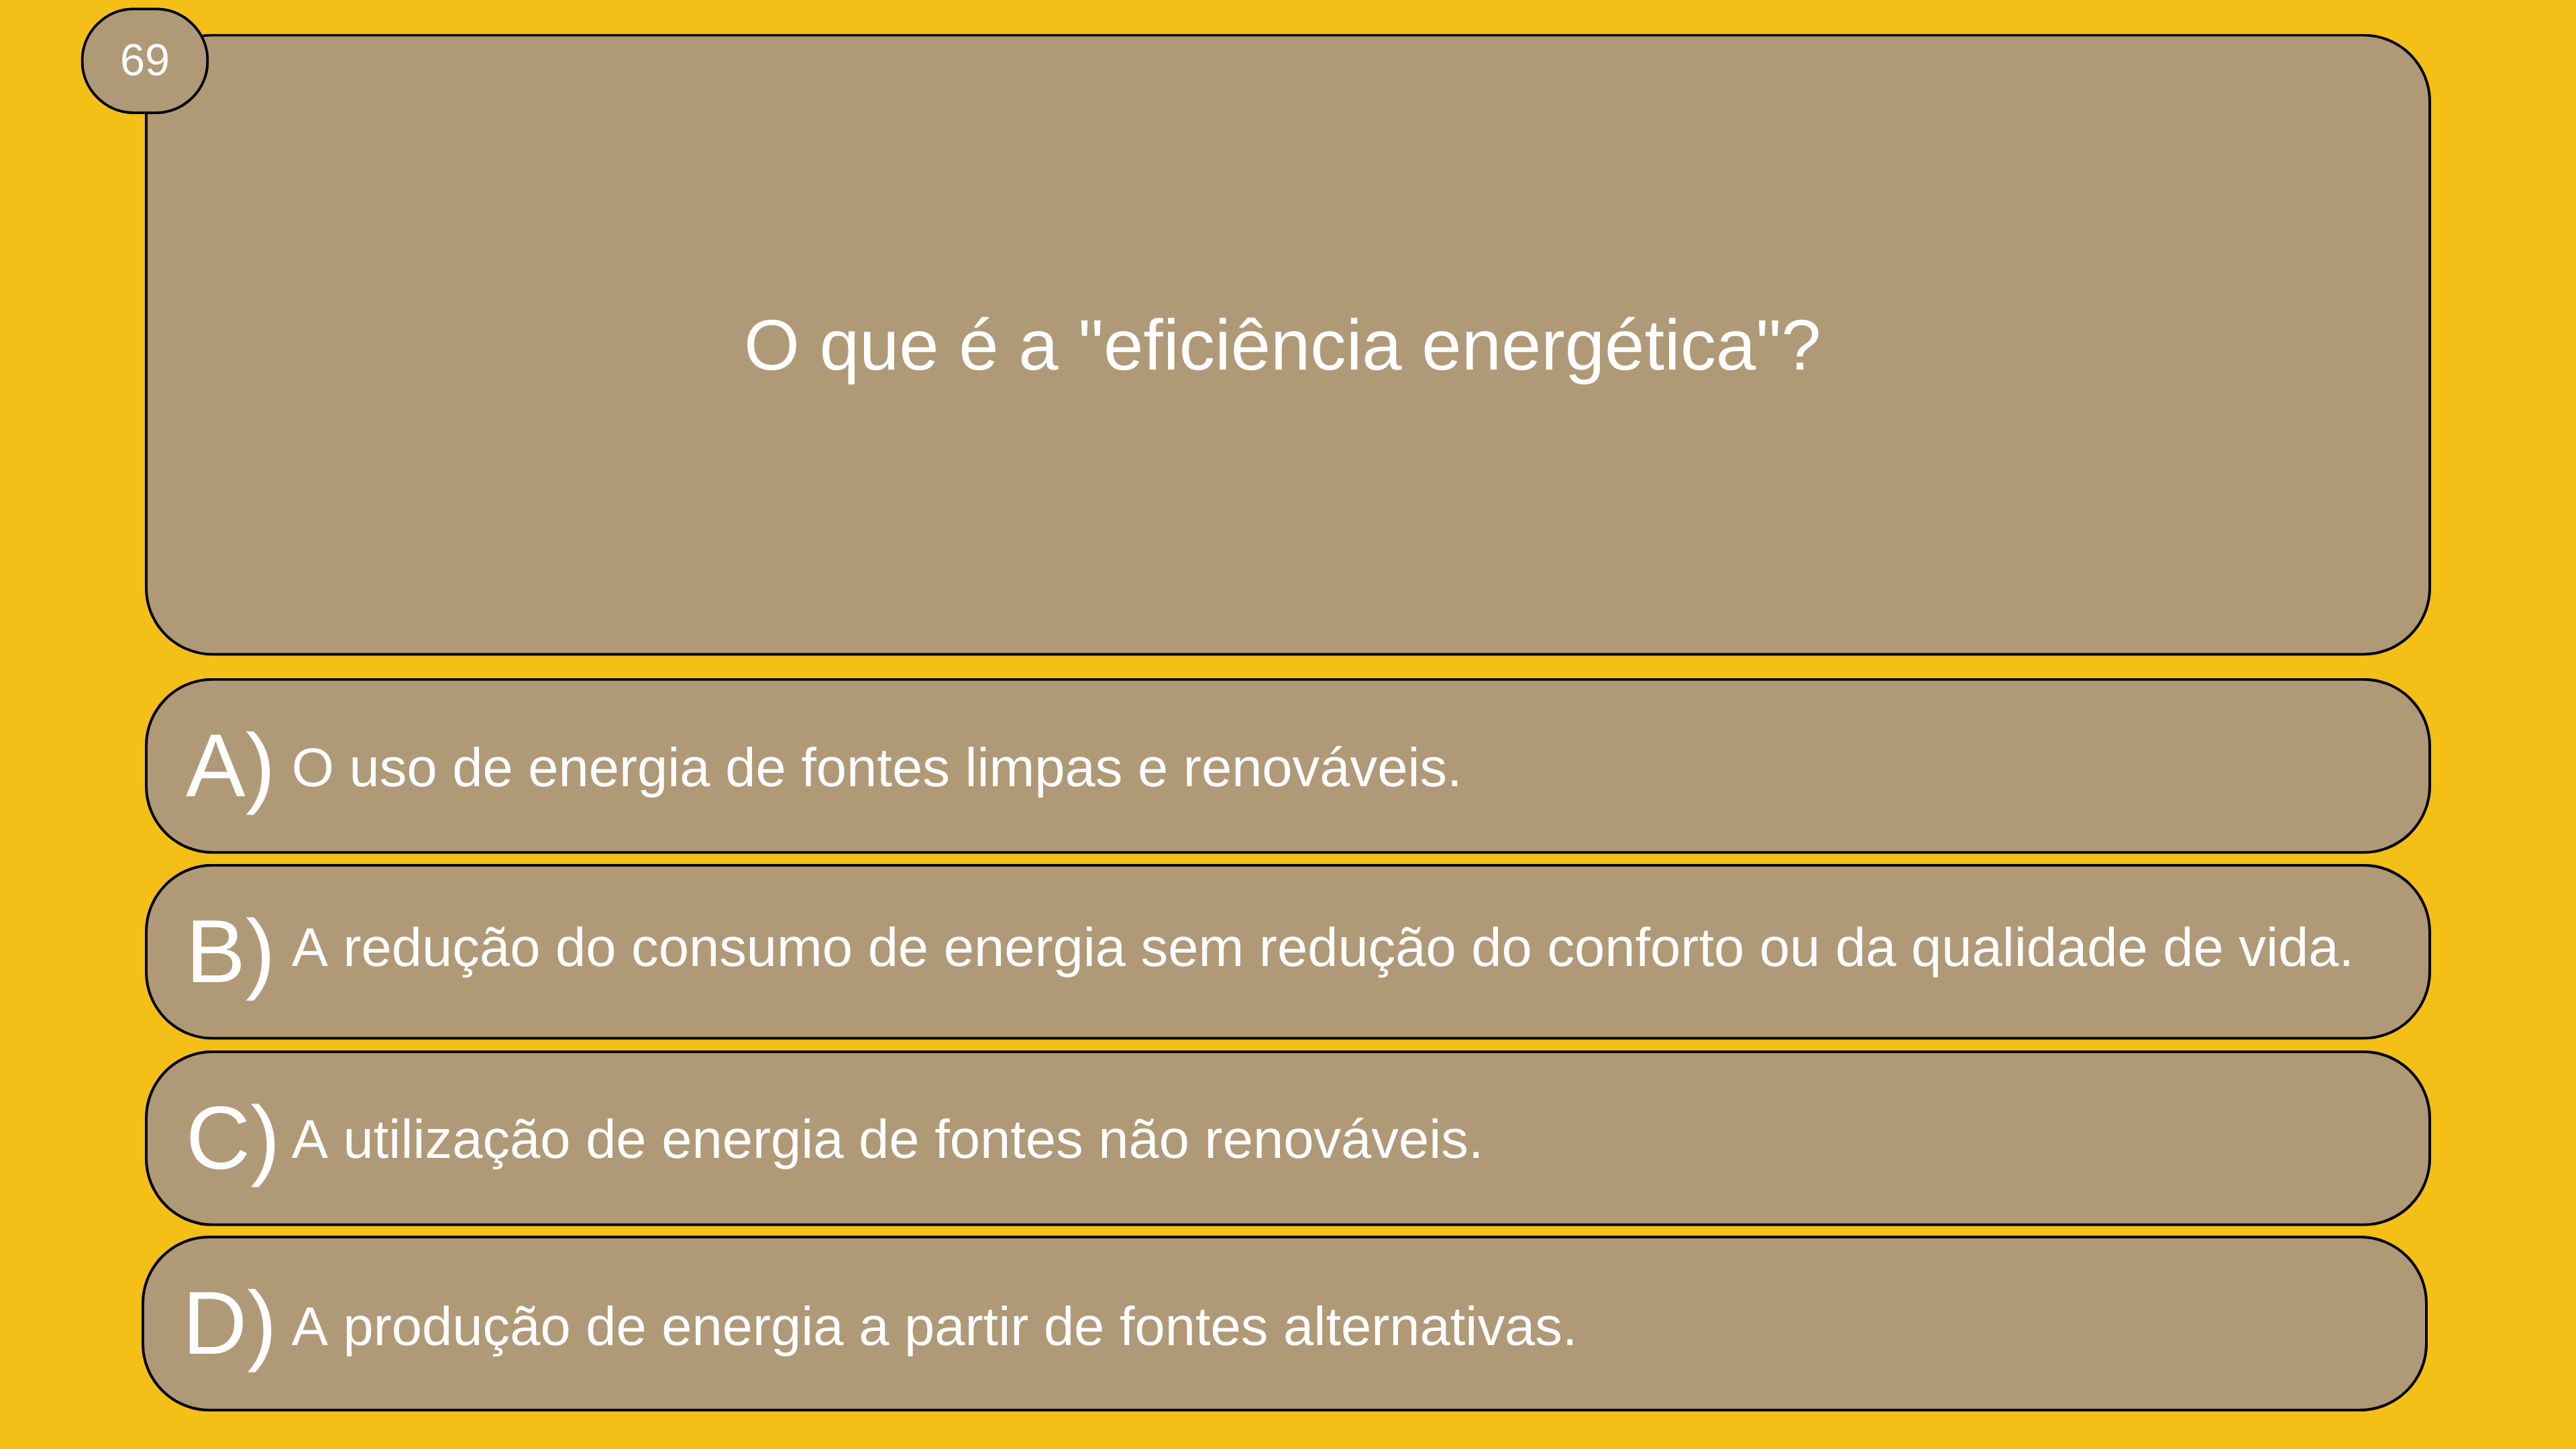 69
O que é a "eficiência energética"?
A) O uso de energia de fontes limpas e renováveis.
B) A redução do consumo de energia sem redução do conforto ou da qualidade de vida.
C) A utilização de energia de fontes não renováveis.
D) A produção de energia a partir de fontes alternativas.